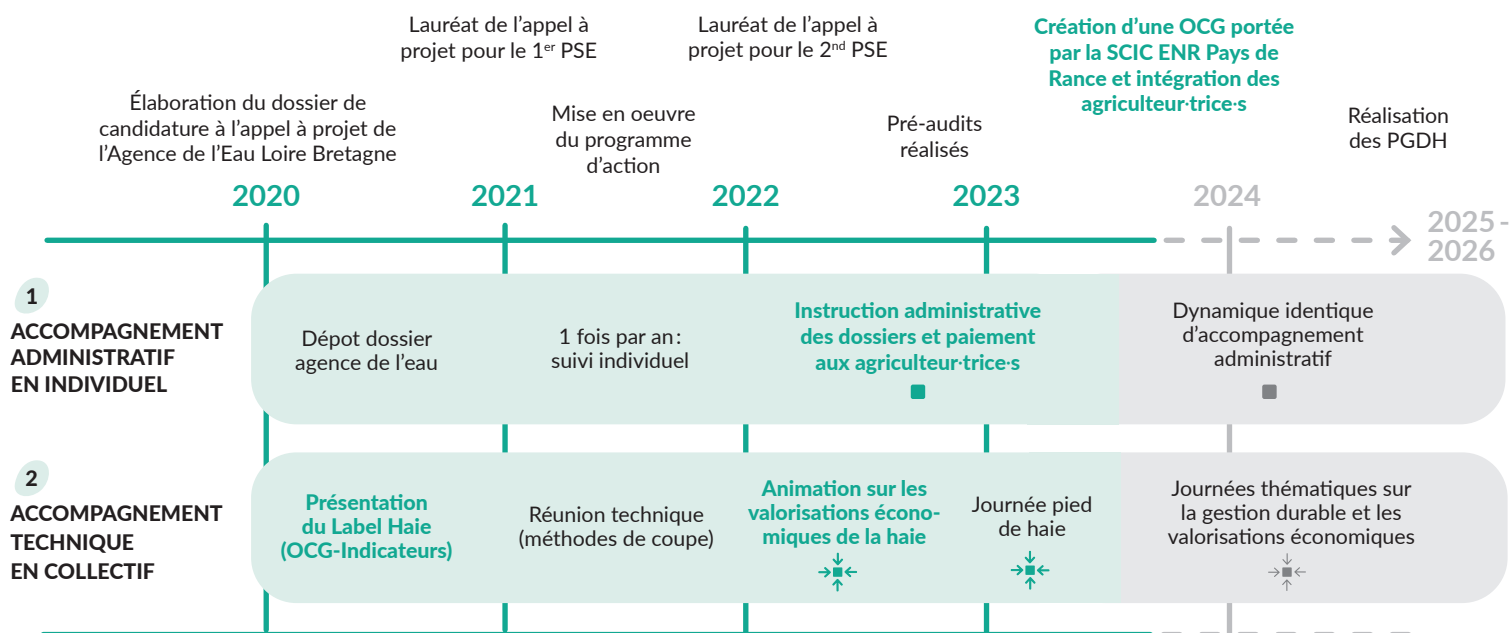 Élaboration du dossier de
candidature à l'appel à projet de
l'Agence de l'Eau Loire Bretagne
Lauréat de l'appel à
projet pour le 1er PSE
Mise en oeuvre
du programme
d'action
Lauréat de l'appel à
projet pour le 2nd PSE
Pré-audits
réalisés
Création d'une OCG portée
par la SCIC ENR Pays de
Rance et intégration des
agriculteur·trice·s
Réalisation
des PGDH
2020
2021
2022
2023
2024
2025 -
2026
1
ACCOMPAGNEMENT
ADMINISTRATIF
EN INDIVIDUEL
Dépot dossier
agence de l'eau
1 fois par an :
suivi individuel
Instruction administrative
des dossiers et paiement
aux agriculteur·trice·s
Dynamique identique
d'accompagnement
administratif
2
ACCOMPAGNEMENT
TECHNIQUE
EN COLLECTIF
Présentation
du Label Haie
(OCG-Indicateurs)
Réunion technique
(méthodes de coupe)
Animation sur les
valorisations écono-
miques de la haie
Journée pied
de haie
Journées thématiques sur
la gestion durable et les
valorisations économiques